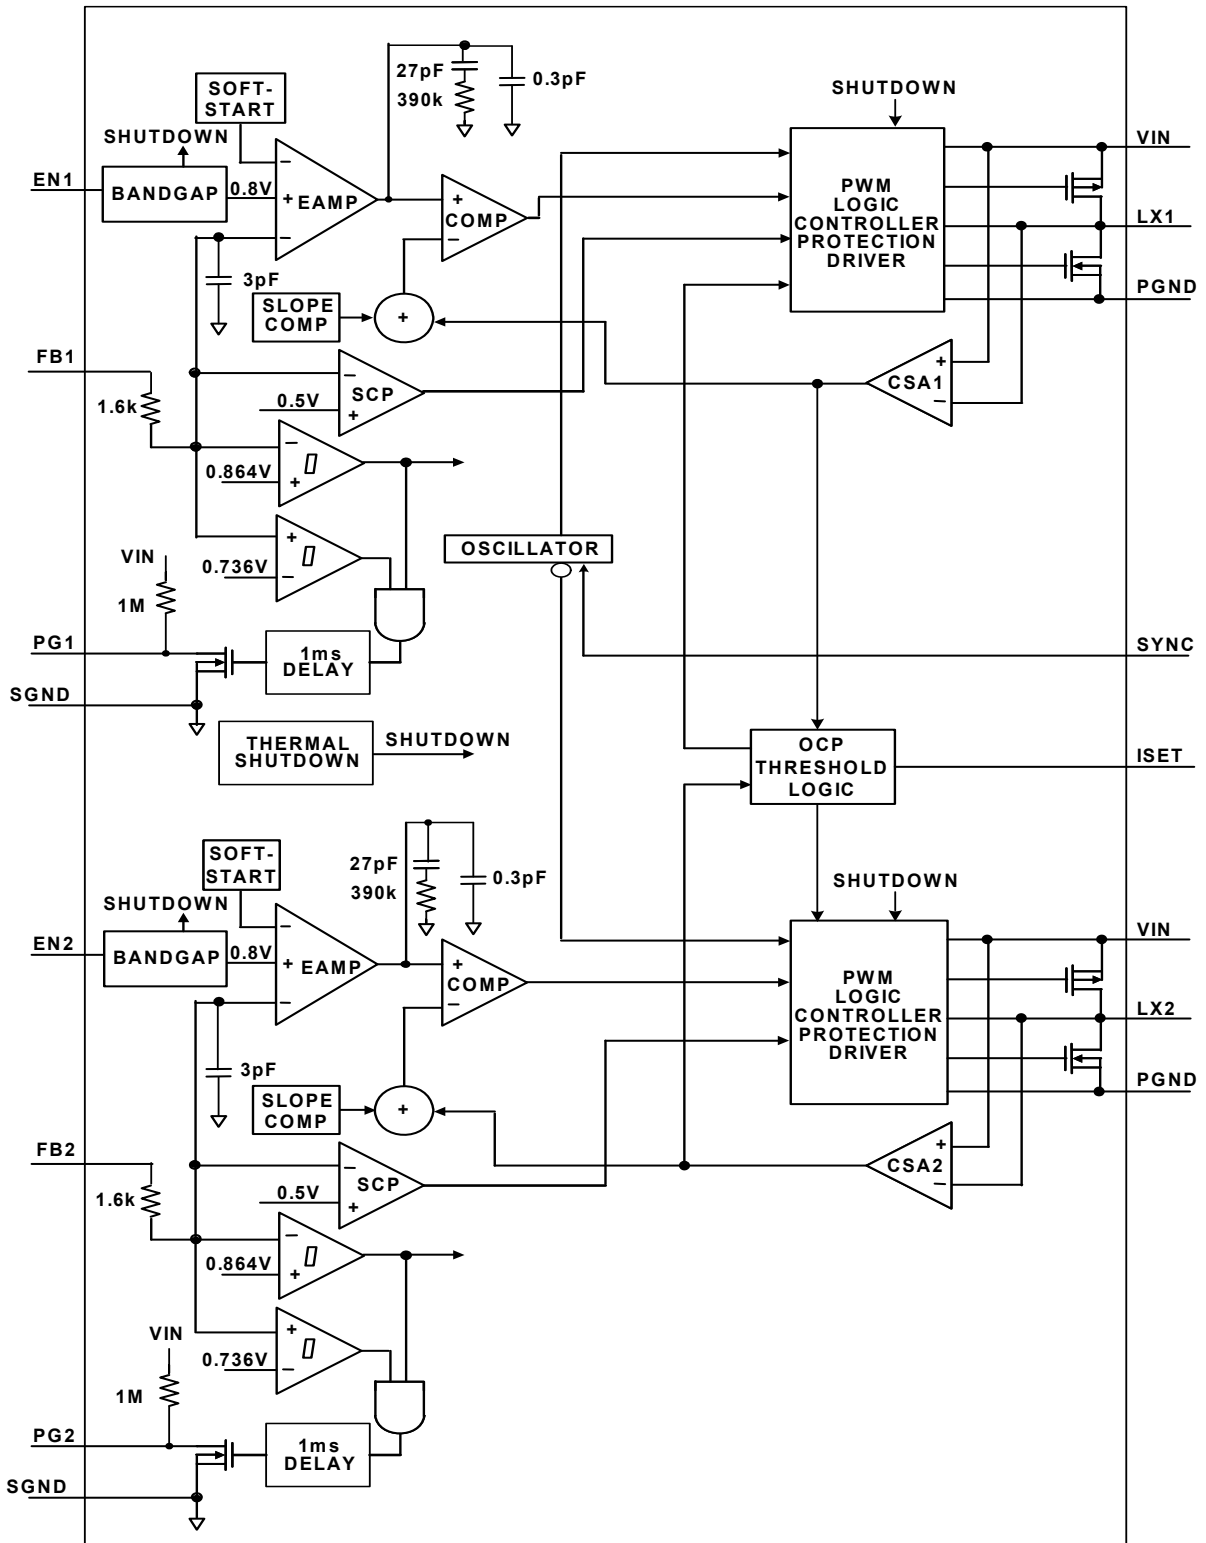 27pF
390k
0.3pF
SOFT-
START
SHUTDOWN
SHUTDOWN
VIN
EN1
BANDGAP
0.8V
−
+
−
EAMP
+
−
COMP
PWM
LOGIC
CONTROLLER
PROTECTION
DRIVER
LX1
3pF
SLOPE
COMP
+
PGND
FB1
1.6k
−
+
SCP
0.5V
+
−
CSA1
−
+
0.864V
+
−
0.736V
OSCILLATOR
VIN
1M
PG1
1ms
DELAY
SYNC
SGND
THERMAL
SHUTDOWN
SHUTDOWN
OCP
THRESHOLD
LOGIC
ISET
27pF
390k
0.3pF
SOFT-
START
SHUTDOWN
SHUTDOWN
VIN
EN2
BANDGAP
0.8V
−
+
−
EAMP
+
−
COMP
PWM
LOGIC
CONTROLLER
PROTECTION
DRIVER
LX2
3pF
SLOPE
COMP
+
PGND
FB2
1.6k
−
+
SCP
0.5V
+
−
CSA2
−
+
0.864V
+
−
0.736V
VIN
1M
PG2
1ms
DELAY
SGND